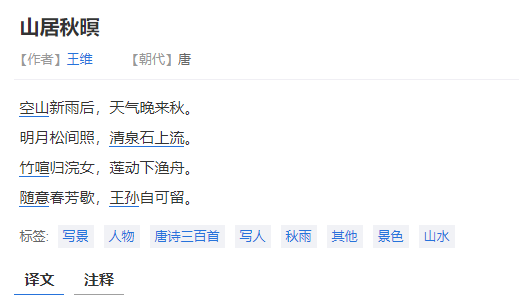 山居秋暝
【作者】王维 【朝代】唐
空山新雨后，天气晚来秋。
明月松间照，清泉石上流。
竹喧归浣女，莲动下渔舟。
随意春芳歇，王孙自可留。
标签: 写景 人物 唐诗三百首 写人 秋雨 其他 景色 山水
译文 注释